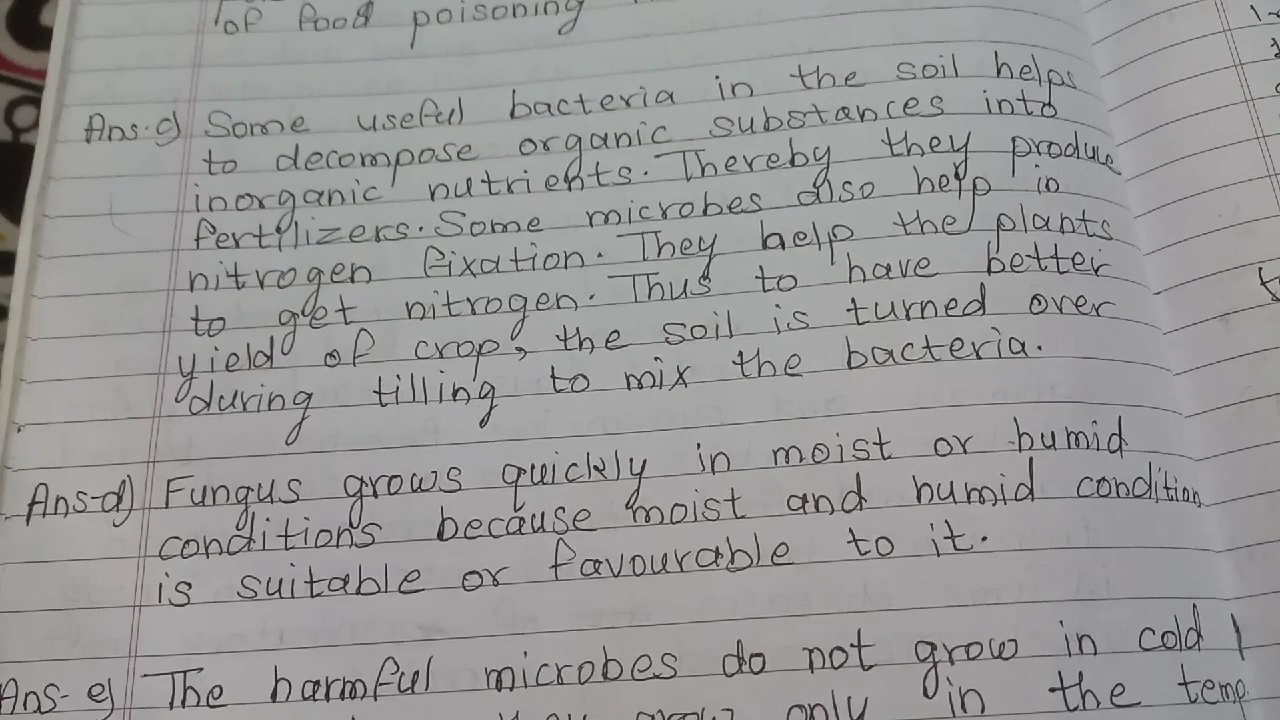 of food poisoning
Ans.c) Some useful bacteria in the soil helps
to decompose organic substances into
inorganic nutrients. Thereby they produce
fertilizers. Some microbes also help in
nitrogen fixation. They help the plants
to get nitrogen. Thus to have better
yield of crop, the soil is turned over
during tilling to mix the bacteria.
Ans-d) Fungus grows quickly in moist or humid
conditions because moist and humid condition
is suitable or favourable to it.
Ans-e) The harmful microbes do not grow in cold
only in the temp